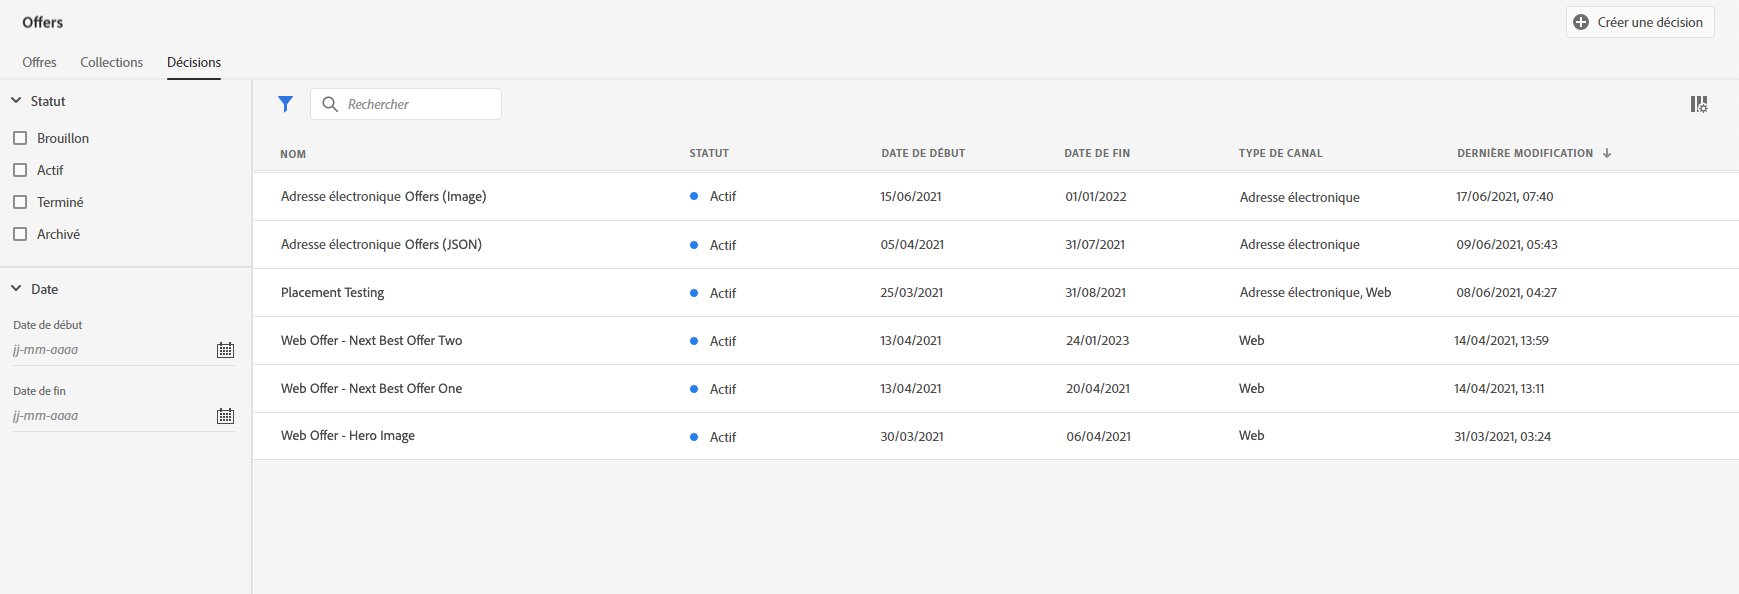 Offers
Créer une décision
Offres Collections Décisions
Statut
Brouillon
Actif
Terminé
Archivé
Date
Date de début
jj-mm-aaaa
Date de fin
jj-mm-aaaa
Rechercher
NOM STATUT DATE DE DÉBUT DATE DE FIN TYPE DE CANAL DERNIÈRE MODIFICATION
Adresse électronique Offers (Image) Actif 15/06/2021 01/01/2022 Adresse électronique 17/06/2021, 07:40
Adresse électronique Offers (JSON) Actif 05/04/2021 31/07/2021 Adresse électronique 09/06/2021, 05:43
Placement Testing Actif 25/03/2021 31/08/2021 Adresse électronique, Web 08/06/2021, 04:27
Web Offer - Next Best Offer Two Actif 13/04/2021 24/01/2023 Web 14/04/2021, 13:59
Web Offer - Next Best Offer One Actif 13/04/2021 20/04/2021 Web 14/04/2021, 13:11
Web Offer - Hero Image Actif 30/03/2021 06/04/2021 Web 31/03/2021, 03:24